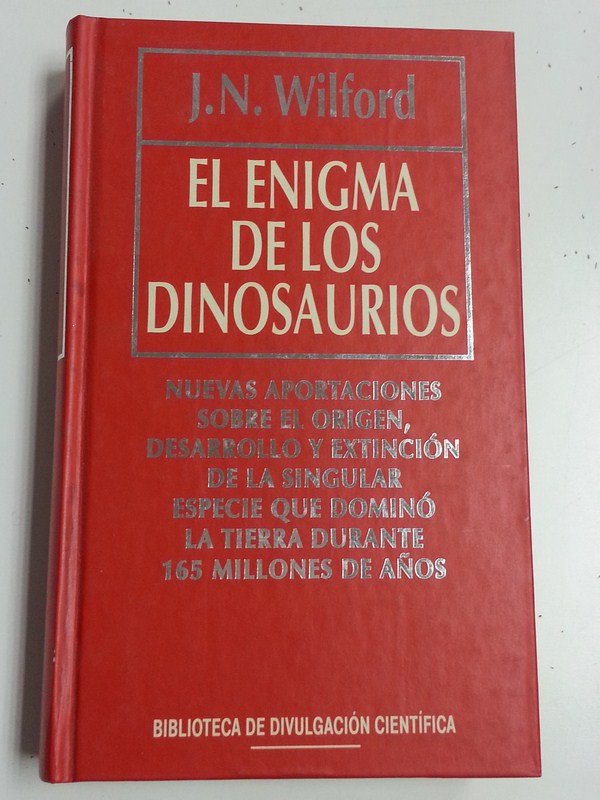 J.N. Wilford
EL ENIGMA
DE LOS
DINOSAURIOS
NUEVAS APORTACIONES
SOBRE EL ORIGEN,
DESARROLLO Y EXTINCIÓN
DE LA SINGULAR
ESPECIE QUE DOMINÓ
LA TIERRA DURANTE
165 MILLONES DE AÑOS
BIBLIOTECA DE DIVULGACIÓN CIENTÍFICA